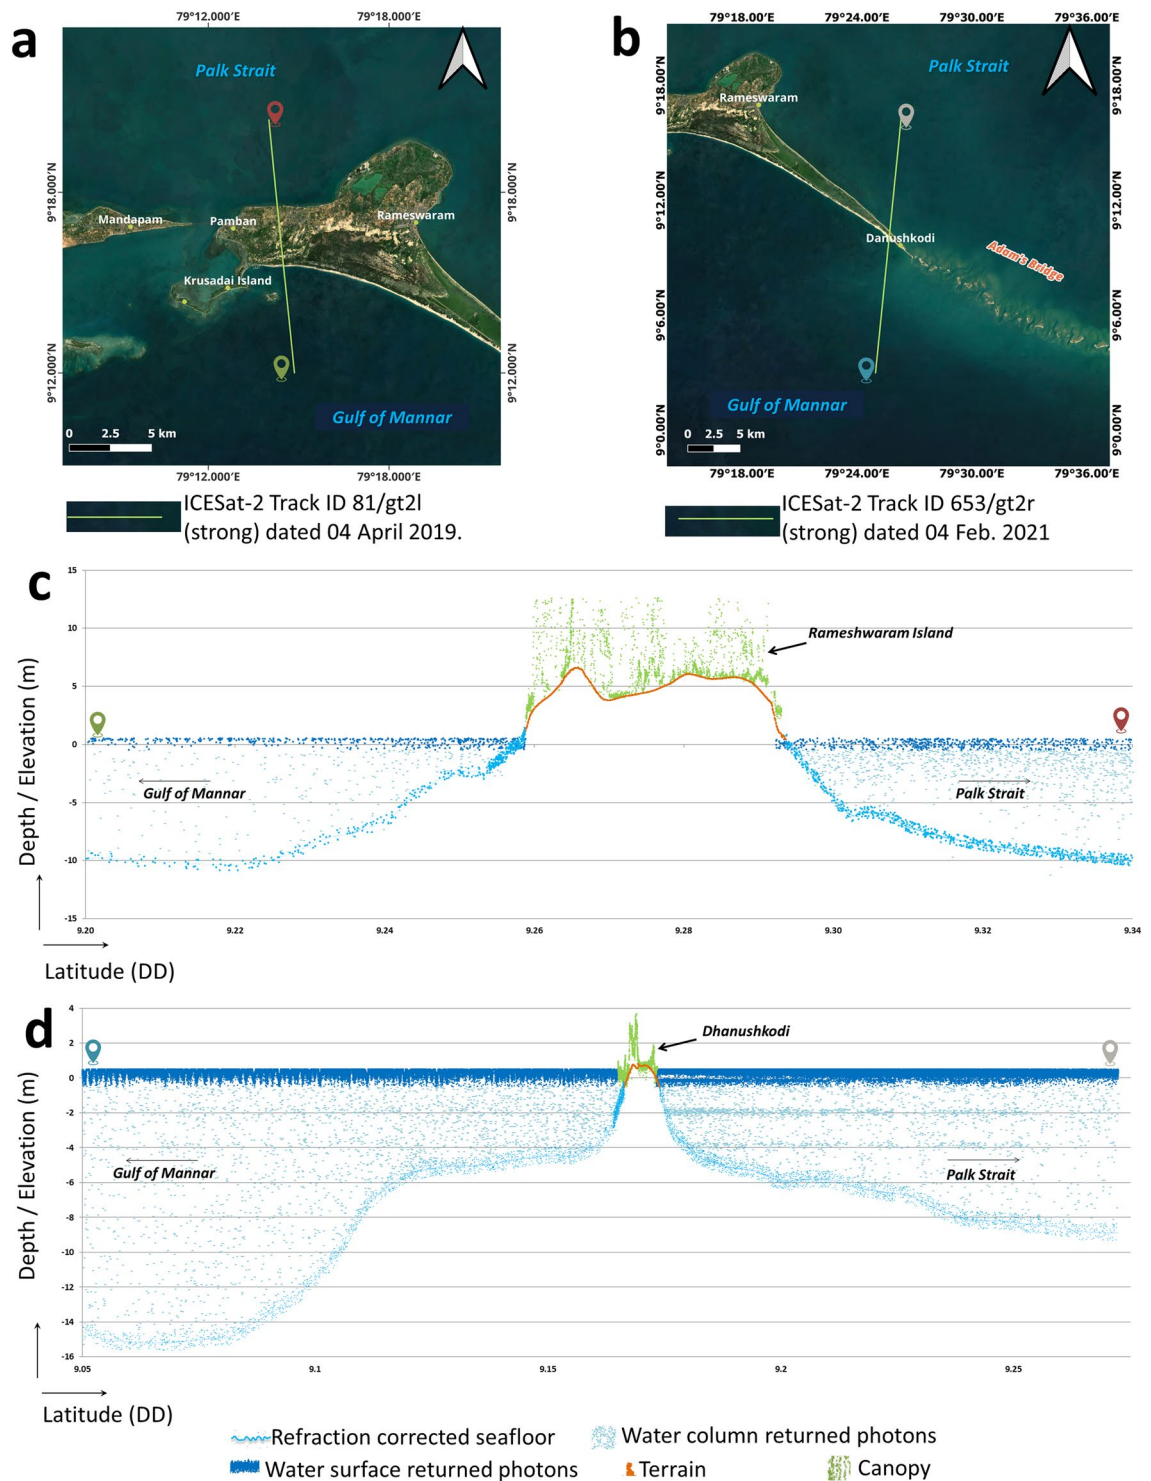 a
79°12.000′E 79°18.000′E
Palk Strait
9°18.000′N
9°18.000′N
Mandapam
Pamban
Rameswaram
Krusadai Island
9°12.000′N
9°12.000′N
Gulf of Mannar
0 2.5 5 km
79°12.000′E 79°18.000′E
ICESat-2 Track ID 81/gt2l
(strong) dated 04 April 2019.
b
79°18.00′E 79°24.00′E 79°30.00′E 79°36.00′E
Palk Strait
9°18.00′N
9°18.00′N
Rameswaram
9°12.00′N
9°12.00′N
Danushkodi
Adam's Bridge
9°6.00′N
9°6.00′N
Gulf of Mannar
9°0.00′N
9°0.00′N
0 2.5 5 km
79°18.00′E 79°24.00′E 79°30.00′E 79°36.00′E
ICESat-2 Track ID 653/gt2r
(strong) dated 04 Feb. 2021
c
15
10
5
0
-5
-10
-15
Depth / Elevation (m)
Rameshwaram Island
Gulf of Mannar
Palk Strait
9.20 9.22 9.24 9.26 9.28 9.30 9.32 9.34
Latitude (DD)
d
4
2
0
-2
-4
-6
-8
-10
-12
-14
-16
Depth / Elevation (m)
Dhanushkodi
Gulf of Mannar
Palk Strait
9.05 9.1 9.15 9.2 9.25
Latitude (DD)
Refraction corrected seafloor
Water column returned photons
Water surface returned photons
Terrain
Canopy